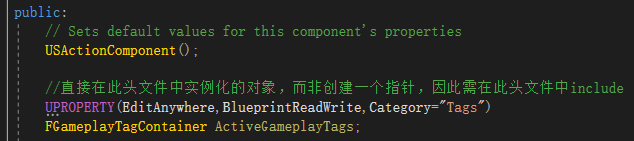 public:
// Sets default values for this component's properties
USActionComponent();
//直接在此头文件中实例化的对象，而非创建一个指针，因此需在此头文件中include
UPROPERTY(EditAnywhere,BlueprintReadWrite,Category="Tags")
FGameplayTagContainer ActiveGameplayTags;